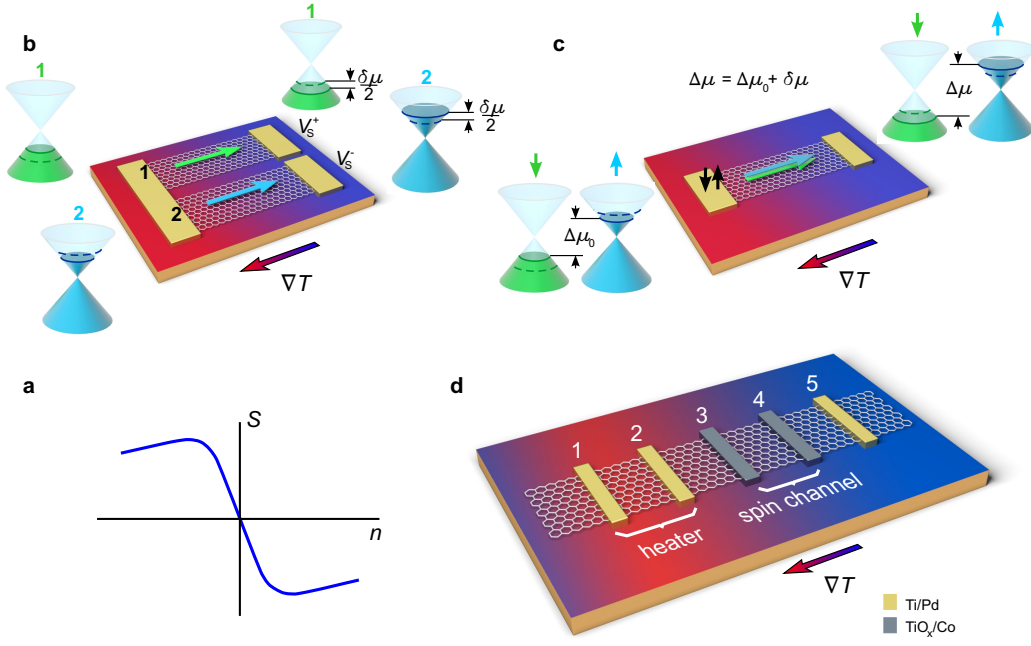 b
1
1
δμ
2
2
δμ
2
1
V_S^+
V_S^-
1
2
2
∇T
c
Δμ = Δμ₀ + δμ
Δμ
Δμ₀
∇T
a
S
n
d
1 2 3 4 5
heater
spin channel
∇T
Ti/Pd
TiOₓ/Co